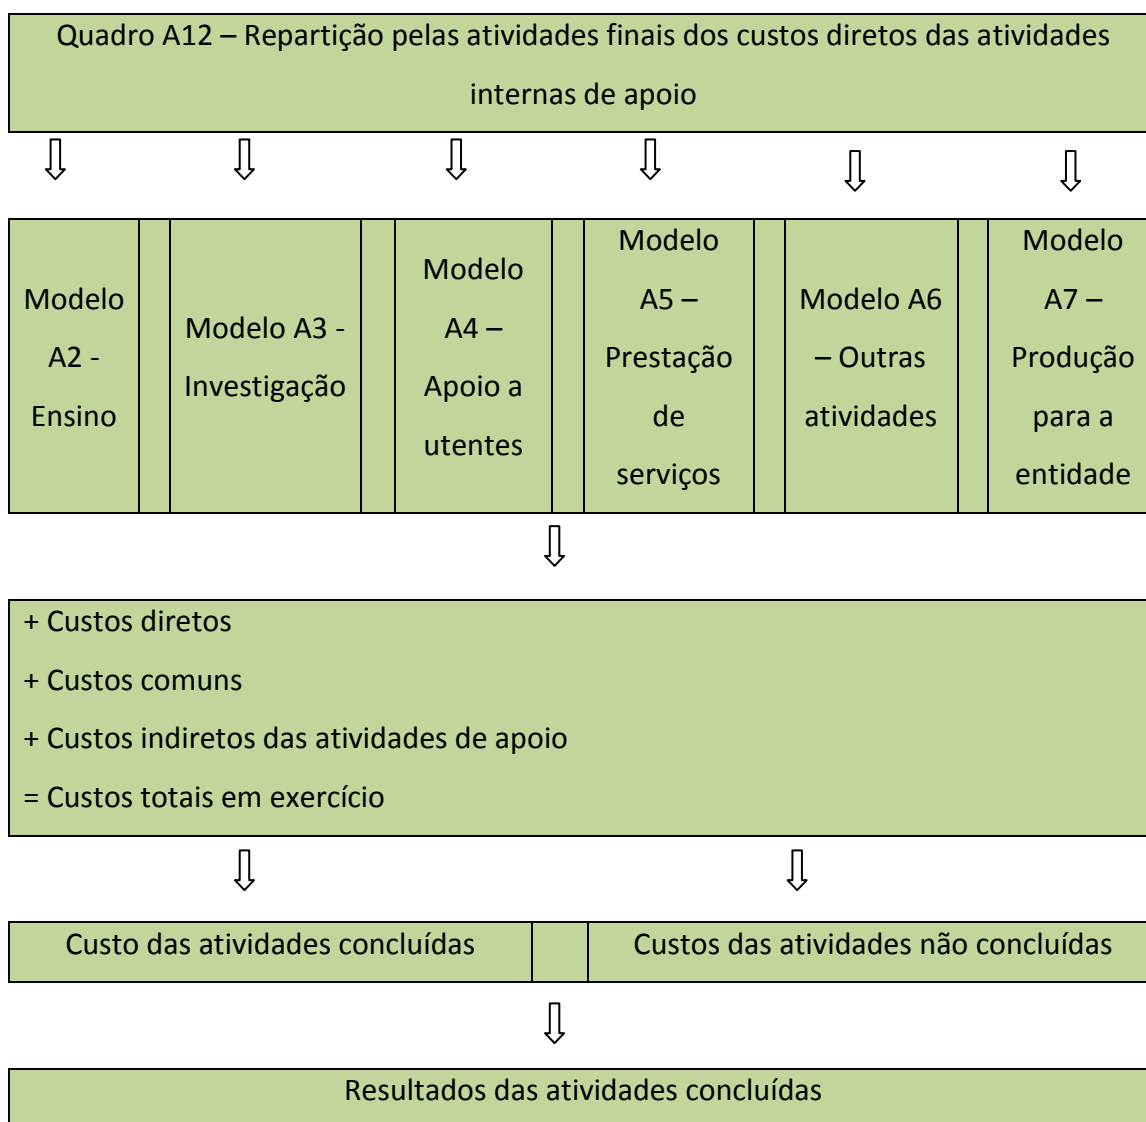 Quadro A12 – Repartição pelas atividades finais dos custos diretos das atividades
internas de apoio
Modelo
A2 -
Ensino
Modelo A3 -
Investigação
Modelo
A4 –
Apoio a
utentes
Modelo
A5 –
Prestação
de
serviços
Modelo A6
– Outras
atividades
Modelo
A7 –
Produção
para a
entidade
+ Custos diretos
+ Custos comuns
+ Custos indiretos das atividades de apoio
= Custos totais em exercício
Custo das atividades concluídas
Custos das atividades não concluídas
Resultados das atividades concluídas